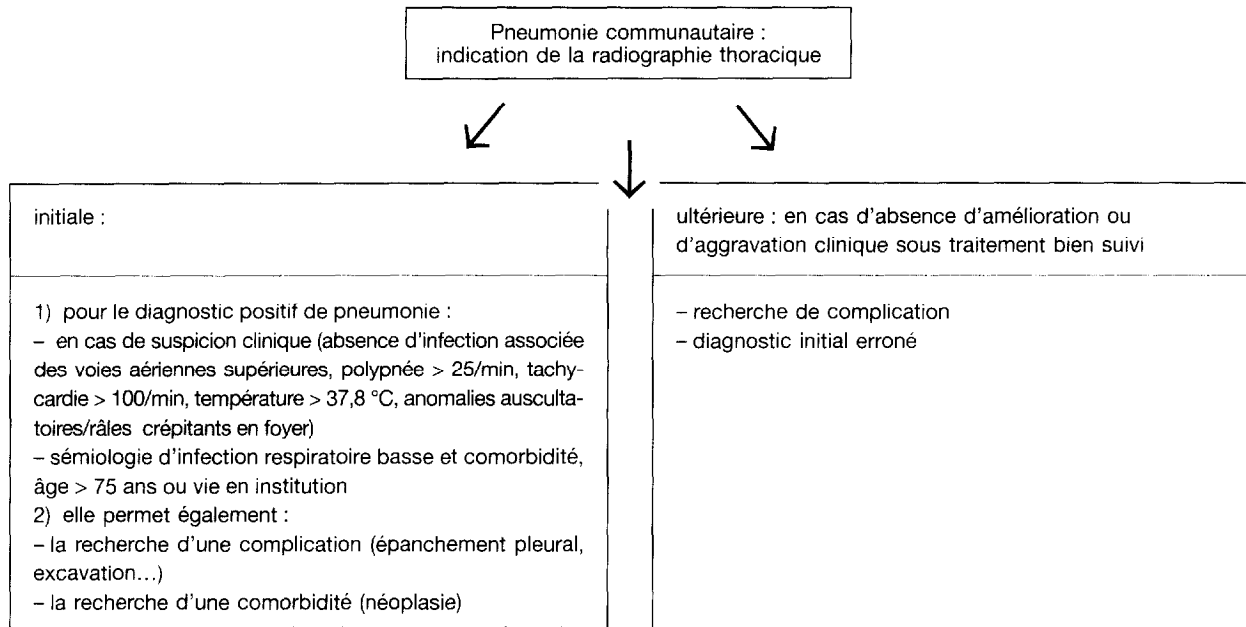 Pneumonie communautaire :
indication de la radiographie thoracique
initiale :
1) pour le diagnostic positif de pneumonie :
– en cas de suspicion clinique (absence d'infection associée
des voies aériennes supérieures, polypnée > 25/min, tachy-
cardie > 100/min, température > 37,8 °C, anomalies ausculta-
toires/râles crépitants en foyer)
– sémiologie d'infection respiratoire basse et comorbidité,
âge > 75 ans ou vie en institution
2) elle permet également :
– la recherche d'une complication (épanchement pleural,
excavation...)
– la recherche d'une comorbidité (néoplasie)
ultérieure : en cas d'absence d'amélioration ou
d'aggravation clinique sous traitement bien suivi
– recherche de complication
– diagnostic initial erroné